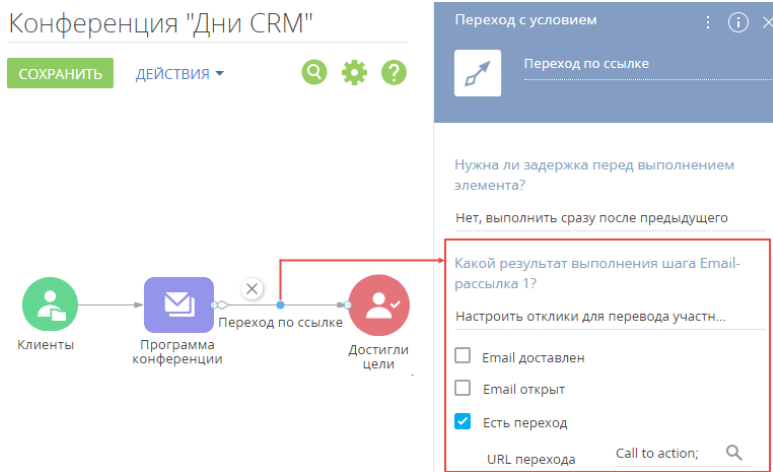 Конференция "Дни CRM"
СОХРАНИТЬ
ДЕЙСТВИЯ
Клиенты
Программа
конференции
Переход по ссылке
Достигли
цели
Переход с условием
Переход по ссылке
Нужна ли задержка перед выполнением
элемента?
Нет, выполнить сразу после предыдущего
Какой результат выполнения шага Email-
рассылка 1?
Настроить отклики для перевода участн...
Email доставлен
Email открыт
Есть переход
URL перехода
Call to action;